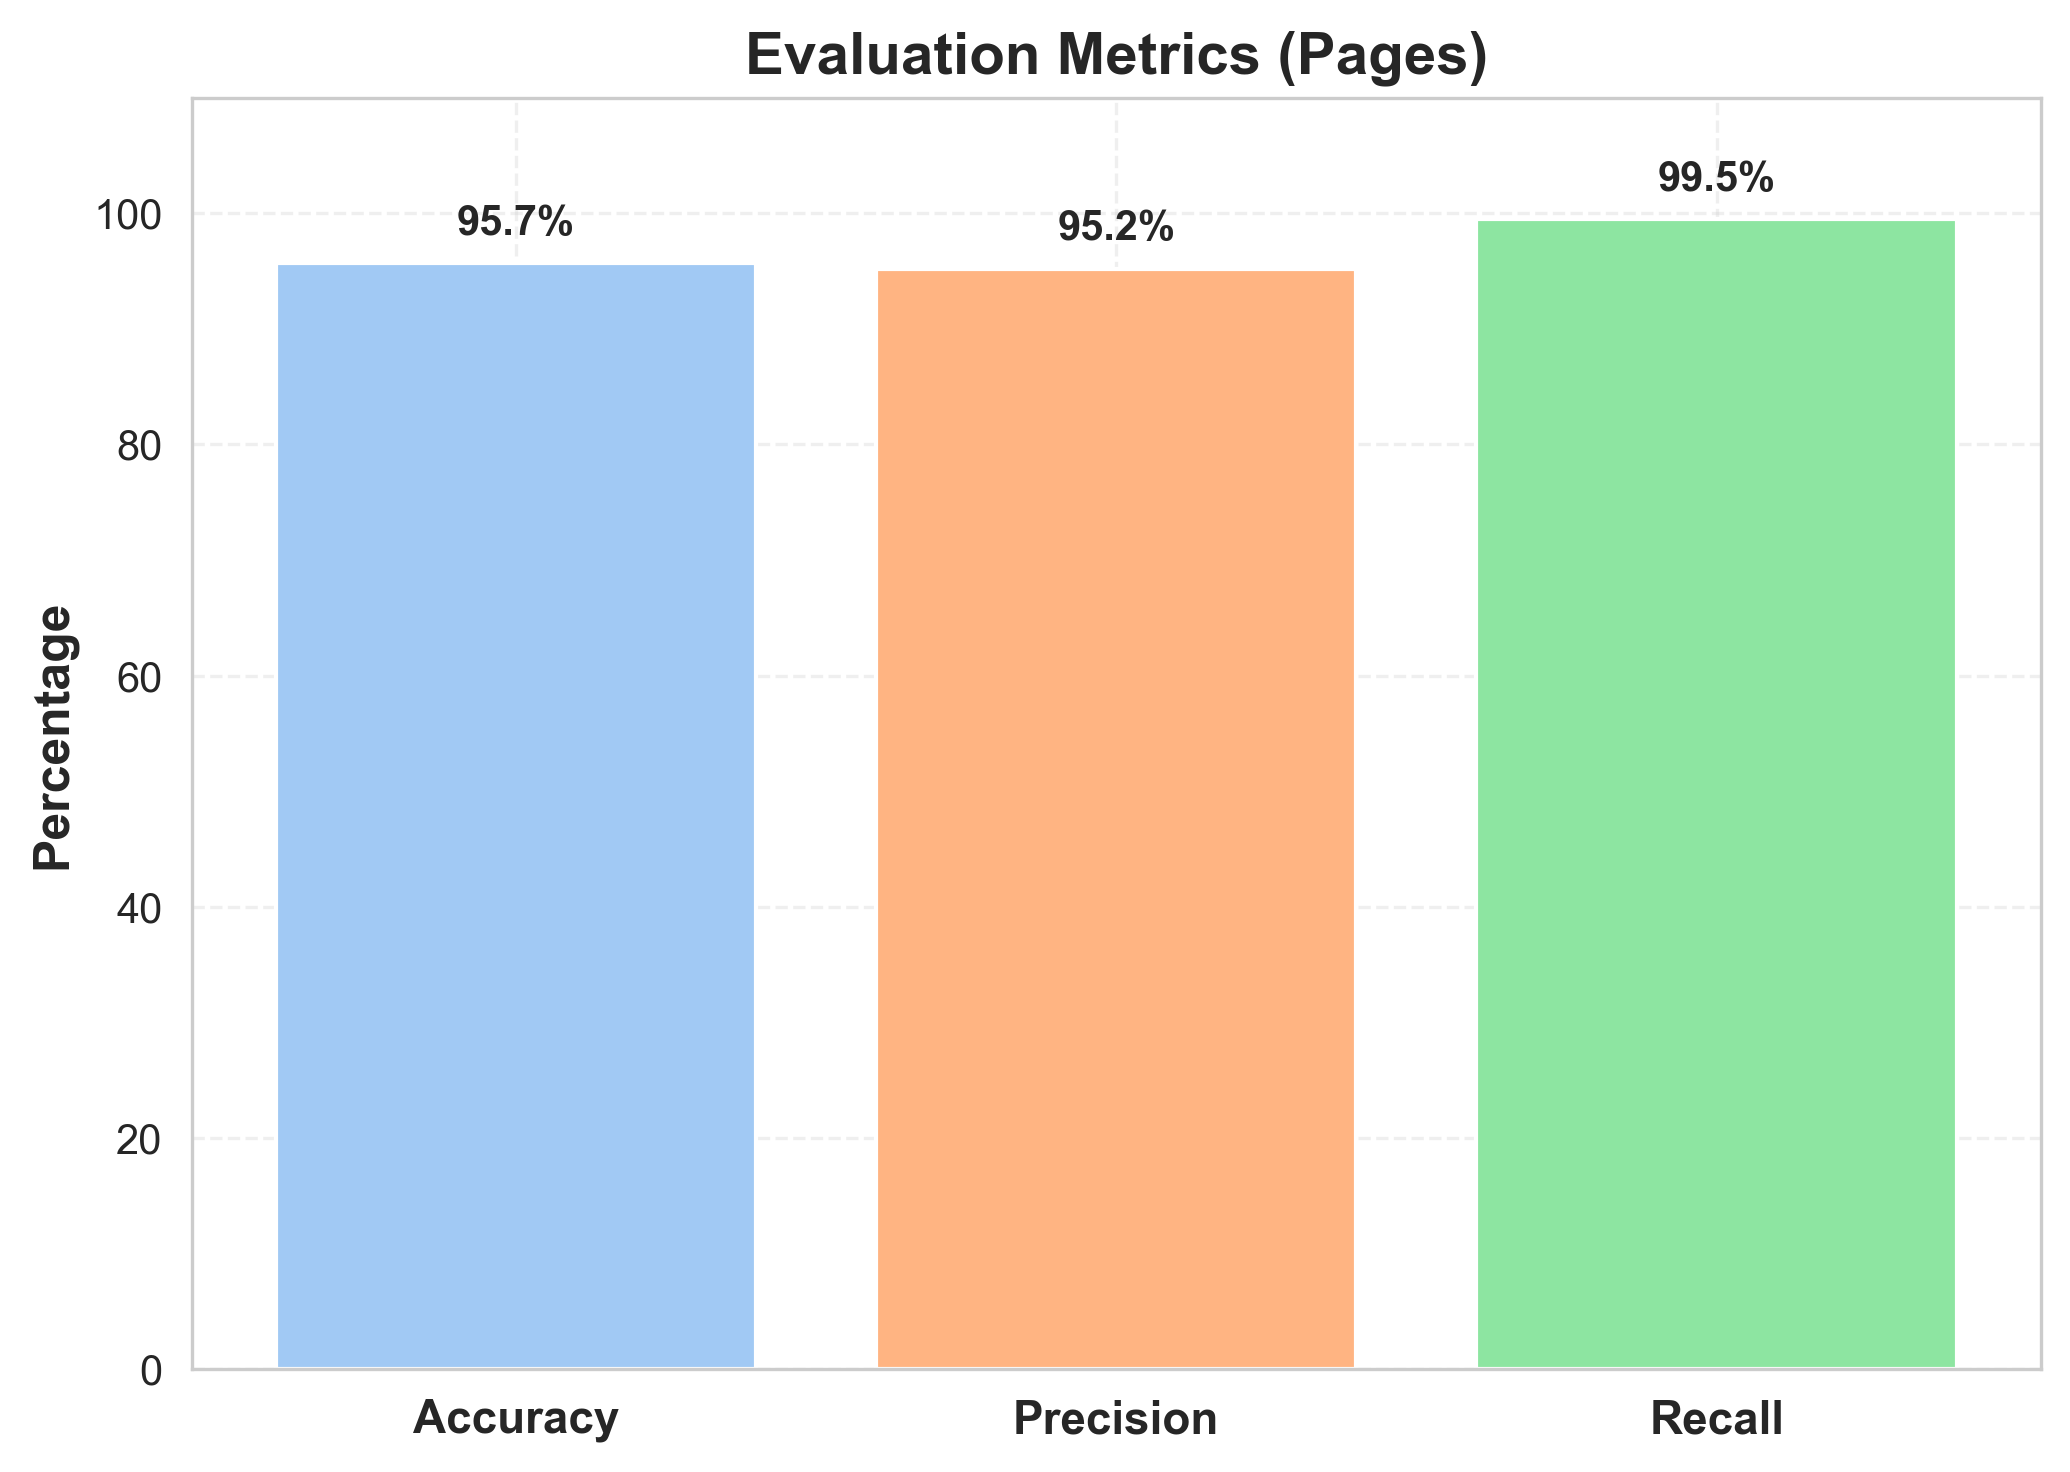 Evaluation Metrics (Pages)
95.7%
95.2%
99.5%
100
80
60
40
20
0
Percentage
Accuracy
Precision
Recall